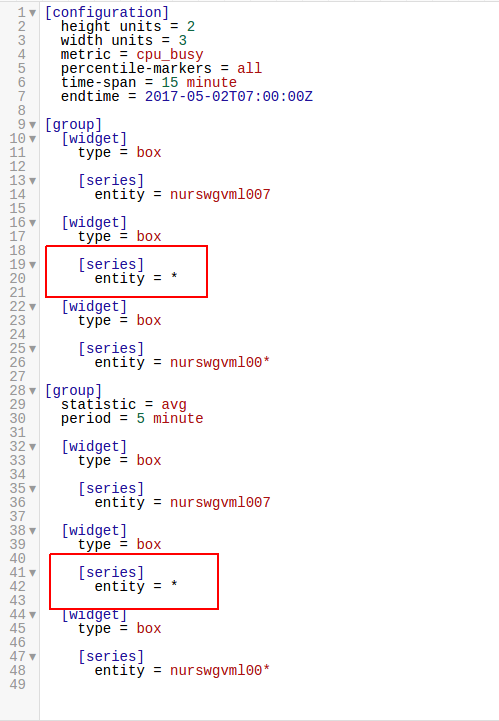 1 [configuration]
2   height units = 2
3   width units = 3
4   metric = cpu_busy
5   percentile-markers = all
6   time-span = 15 minute
7   endtime = 2017-05-02T07:00:00Z
8
9 [group]
10   [widget]
11     type = box
12
13     [series]
14       entity = nurswgvml007
15
16   [widget]
17     type = box
18
19     [series]
20       entity = *
21
22   [widget]
23     type = box
24
25     [series]
26       entity = nurswgvml00*
27
28 [group]
29   statistic = avg
30   period = 5 minute
31
32   [widget]
33     type = box
34
35     [series]
36       entity = nurswgvml007
37
38   [widget]
39     type = box
40
41     [series]
42       entity = *
43
44   [widget]
45     type = box
46
47     [series]
48       entity = nurswgvml00*
49